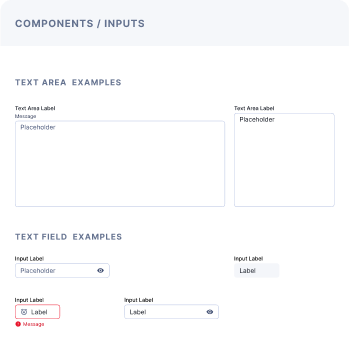 COMPONENTS / INPUTS
TEXT AREA EXAMPLES
Text Area Label
Message
Placeholder
Text Area Label
Placeholder
TEXT FIELD EXAMPLES
Input Label
Placeholder
Input Label
Label
Input Label
Label
Message
Input Label
Label